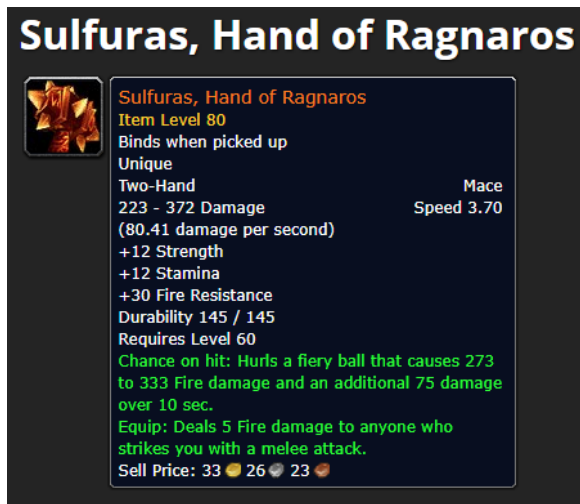 Sulfuras, Hand of Ragnaros
Sulfuras, Hand of Ragnaros
Item Level 80
Binds when picked up
Unique
Two-Hand Mace
223 - 372 Damage Speed 3.70
(80.41 damage per second)
+12 Strength
+12 Stamina
+30 Fire Resistance
Durability 145 / 145
Requires Level 60
Chance on hit: Hurls a fiery ball that causes 273
to 333 Fire damage and an additional 75 damage
over 10 sec.
Equip: Deals 5 Fire damage to anyone who
strikes you with a melee attack.
Sell Price: 33 26 23